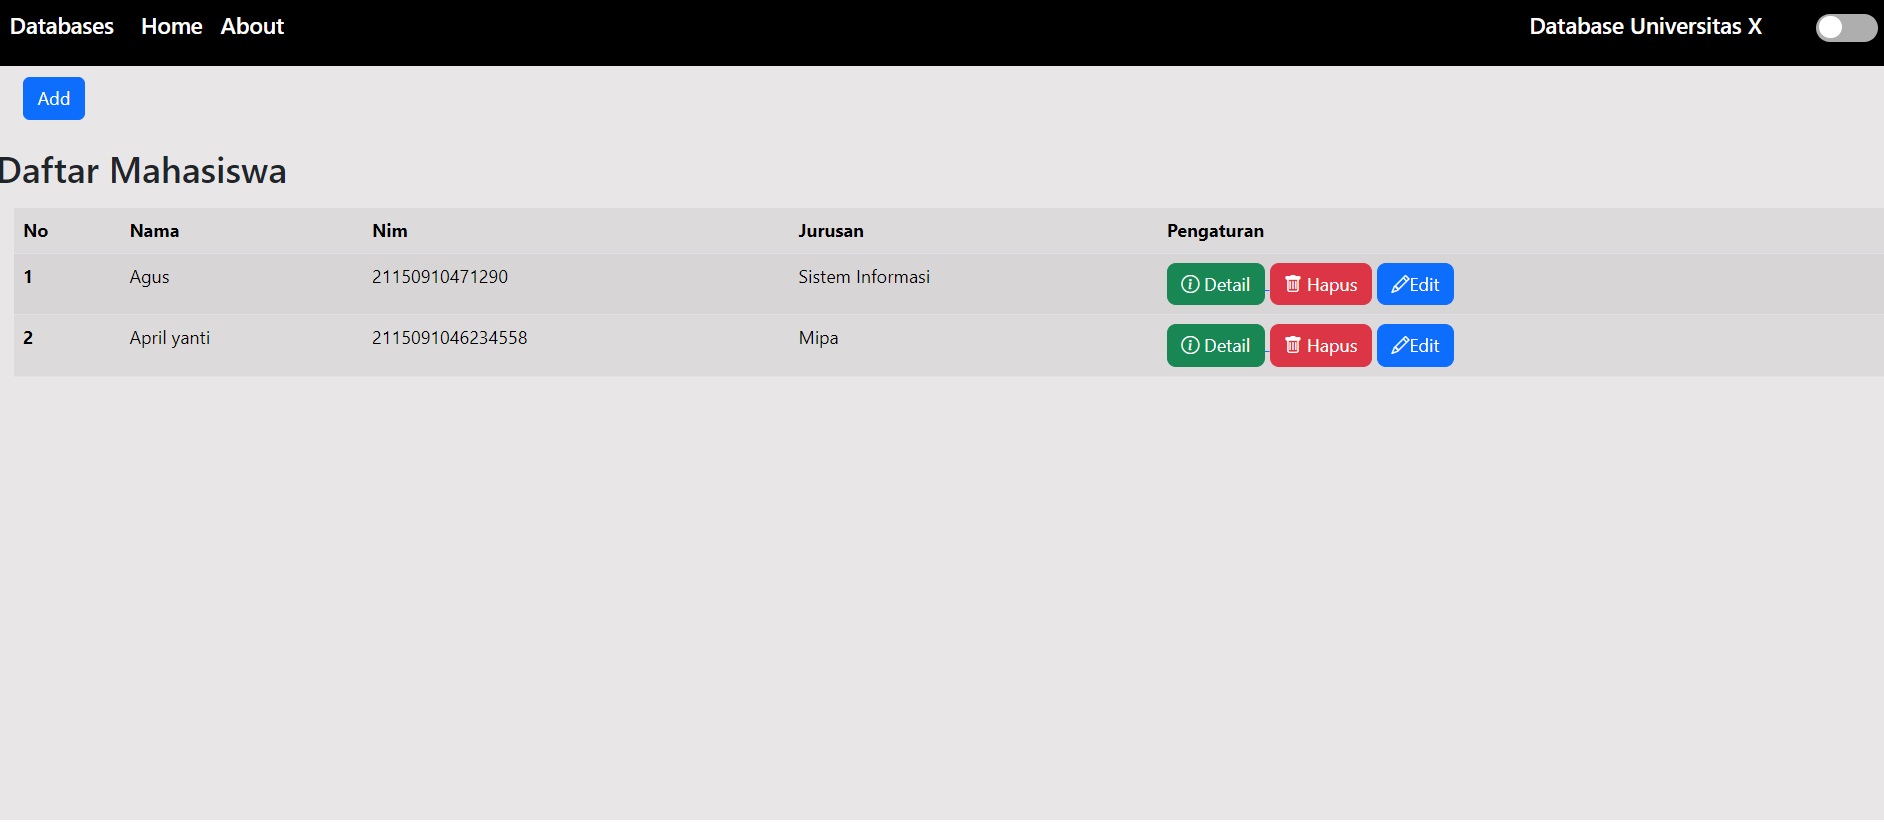 Databases Home About Database Universitas X
Add
Daftar Mahasiswa
No Nama Nim Jurusan Pengaturan
1 Agus 21150910471290 Sistem Informasi Detail Hapus Edit
2 April yanti 2115091046234558 Mipa Detail Hapus Edit